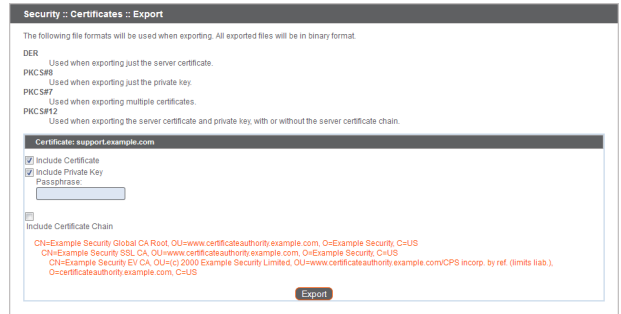 Security :: Certificates :: Export
The following file formats will be used when exporting. All exported files will be in binary format.
DER
Used when exporting just the server certificate.
PKCS#8
Used when exporting just the private key.
PKCS#7
Used when exporting multiple certificates.
PKCS#12
Used when exporting the server certificate and private key, with or without the server certificate chain.
Certificate: support.example.com
Include Certificate
Include Private Key
Passphrase:
Include Certificate Chain
CN=Example Security Global CA Root, OU=www.certificateauthority.example.com, O=Example Security, C=US
CN=Example Security SSL CA, OU=www.certificateauthority.example.com, O=Example Security, C=US
CN=Example Security EV CA, OU=(c) 2000 Example Security Limited, OU=www.certificateauthority.example.com/CPS incorp. by ref. (limits liab.),
O=certificateauthority.example.com, C=US
Export